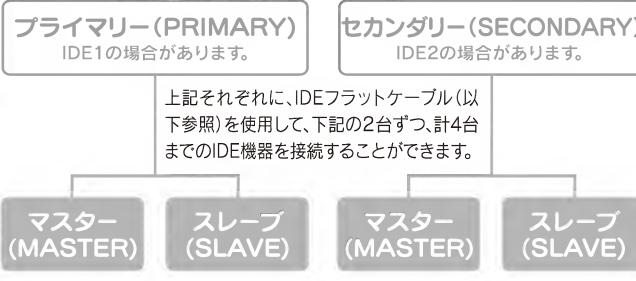 プライマリー(PRIMARY)
IDE1の場合があります。
セカンダリー(SECONDARY)
IDE2の場合があります。
上記それぞれに、IDEフラットケーブル(以
下参照)を使用して、下記の2台ずつ、計4台
までのIDE機器を接続することができます。
マスター
(MASTER)
スレーブ
(SLAVE)
マスター
(MASTER)
スレーブ
(SLAVE)